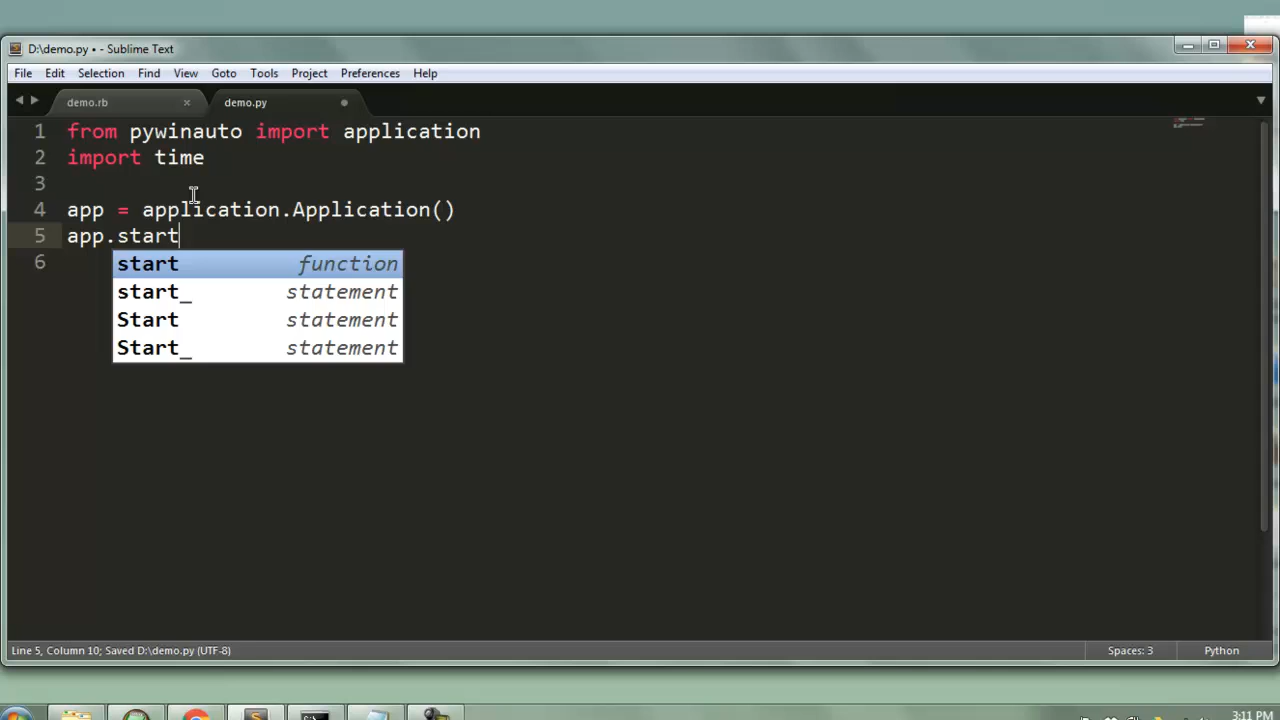 D:\demo.py • - Sublime Text
File Edit Selection Find View Goto Tools Project Preferences Help
demo.rb × demo.py
1 from pywinauto import application
2 import time
3
4 app = application.Application()
5 app.start
6
start function
start_ statement
Start statement
Start_ statement
Line 5, Column 10; Saved D:\demo.py (UTF-8) Spaces: 3 Python
3:11 PM